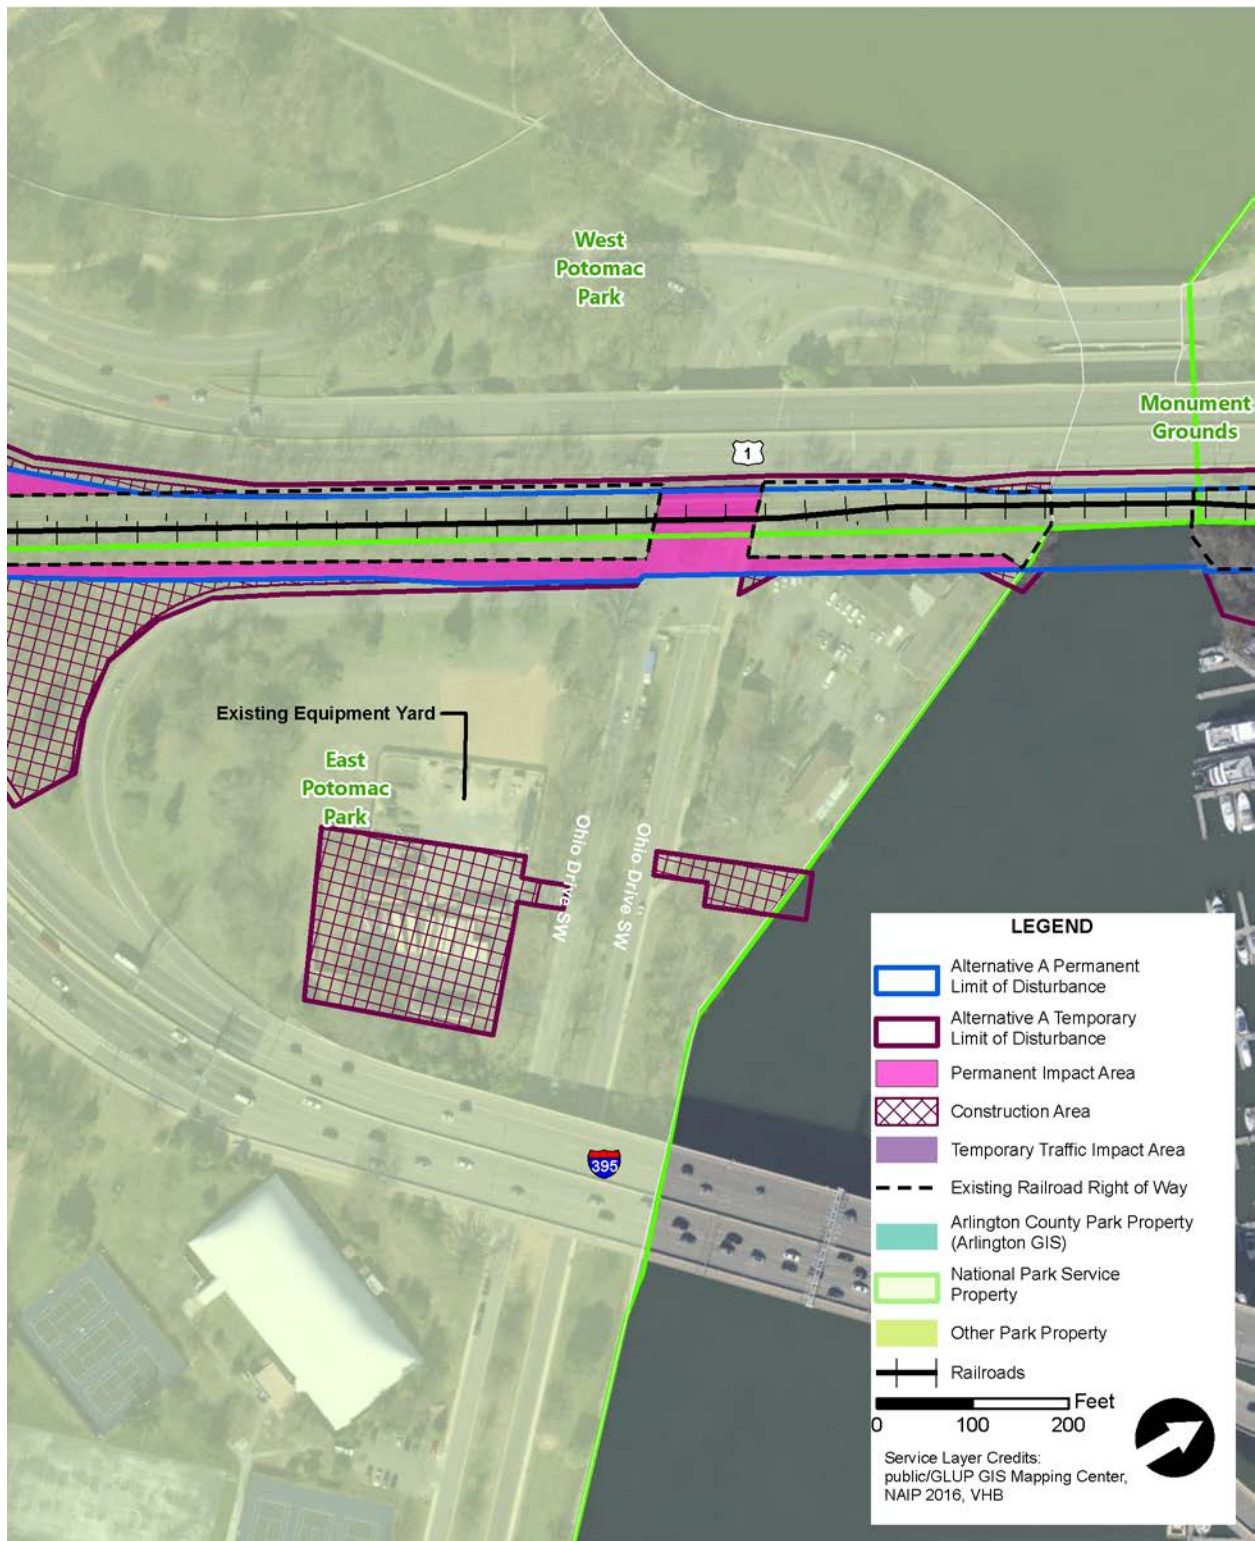 West
Potomac
Park
Monument
Grounds
1
Existing Equipment Yard
East
Potomac
Park
Ohio Drive SW
Ohio Drive SW
395
LEGEND
Alternative A Permanent
Limit of Disturbance
Alternative A Temporary
Limit of Disturbance
Permanent Impact Area
Construction Area
Temporary Traffic Impact Area
Existing Railroad Right of Way
Arlington County Park Property
(Arlington GIS)
National Park Service
Property
Other Park Property
Railroads
Feet
0 100 200
Service Layer Credits:
public/GLUP GIS Mapping Center,
NAIP 2016, VHB